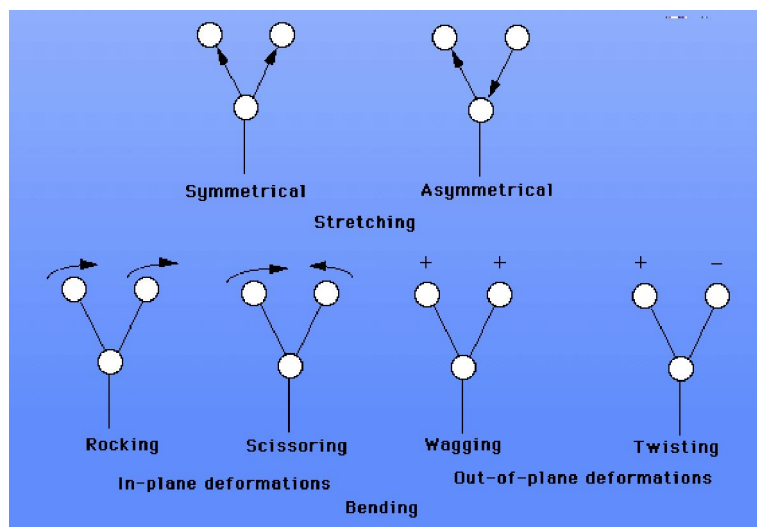 Symmetrical Asymmetrical
Stretching
+ + + −
Rocking Scissoring Wagging Twisting
In-plane deformations Out-of-plane deformations
Bending